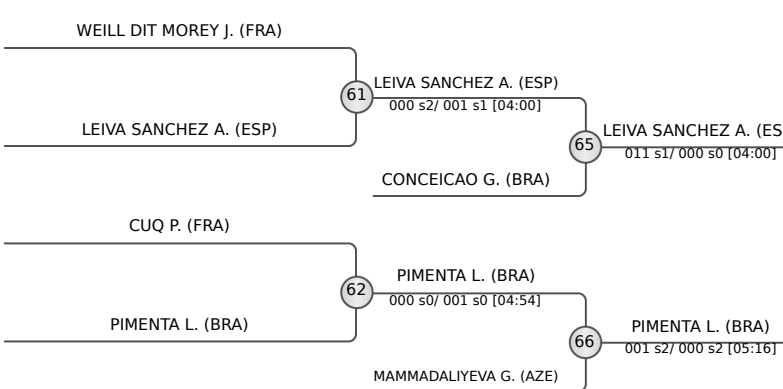 WEILL DIT MOREY J. (FRA)
61
LEIVA SANCHEZ A. (ESP)
000 s2/ 001 s1 [04:00]
LEIVA SANCHEZ A. (ESP)
65
LEIVA SANCHEZ A. (ES
011 s1/ 000 s0 [04:00]
CONCEICAO G. (BRA)
CUQ P. (FRA)
62
PIMENTA L. (BRA)
000 s0/ 001 s0 [04:54]
PIMENTA L. (BRA)
66
PIMENTA L. (BRA)
001 s2/ 000 s2 [05:16]
MAMMADALIYEVA G. (AZE)